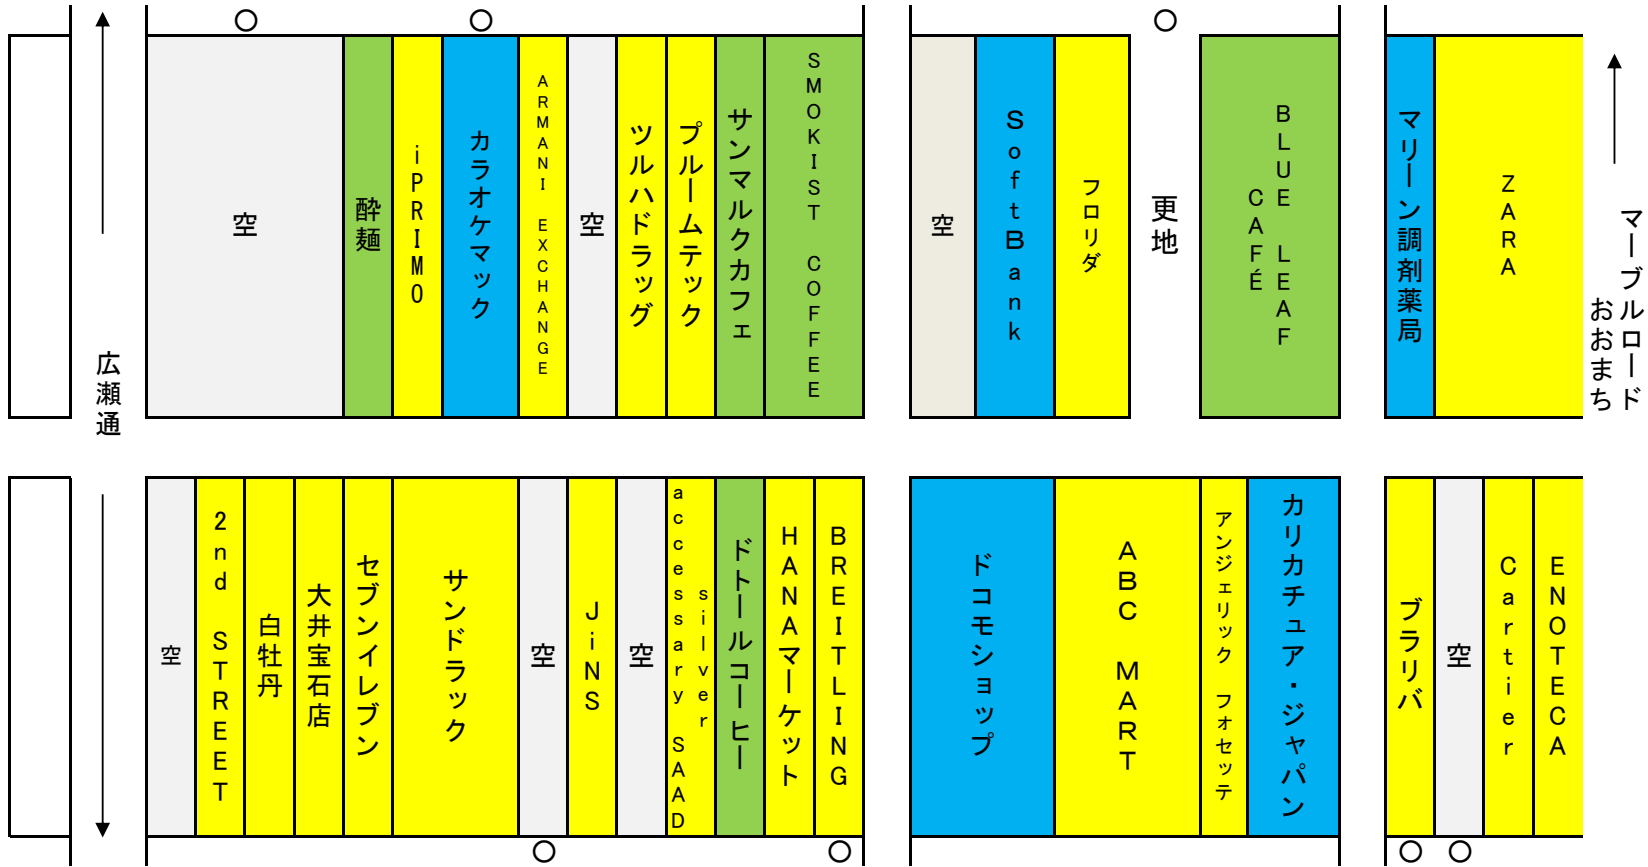 広瀬通
空
酔麺
iPRIMO
カラオケマック
ARMANI EXCHANGE
空
ツルハドラッグ
プルームテック
サンマルクカフェ
SMOKIST COFFEE
空
SoftBank
フロリダ
更地
BLUE LEAF
CAFÉ
マリーン調剤薬局
ZARA
マーブルロード
おおまち
空
2nd STREET
白牡丹
大井宝石店
セブンイレブン
サンドラック
空
JiNS
空
silver
accessary SAAD
ドトールコーヒー
HANAマーケット
BREITLING
ドコモショップ
ABC MART
アンジェリック フォセッテ
カリカチュア・ジャパン
ブラリバ
空
Cartier
ENOTECA